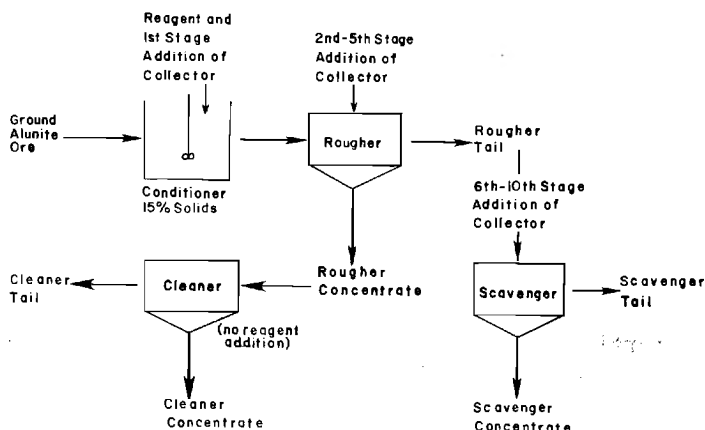 Reagent and
1st Stage
Addition of
Collector
2nd-5th Stage
Addition of
Collector
Ground
Alunite
Ore
Rougher
Rougher
Tail
Conditioner
15% Solids
6th-10th Stage
Addition of
Collector
Cleaner
Tail
Cleaner
Rougher
Concentrate
Scavenger
Scavenger
Tail
(no reagent
addition)
Cleaner
Concentrate
Scavenger
Concentrate